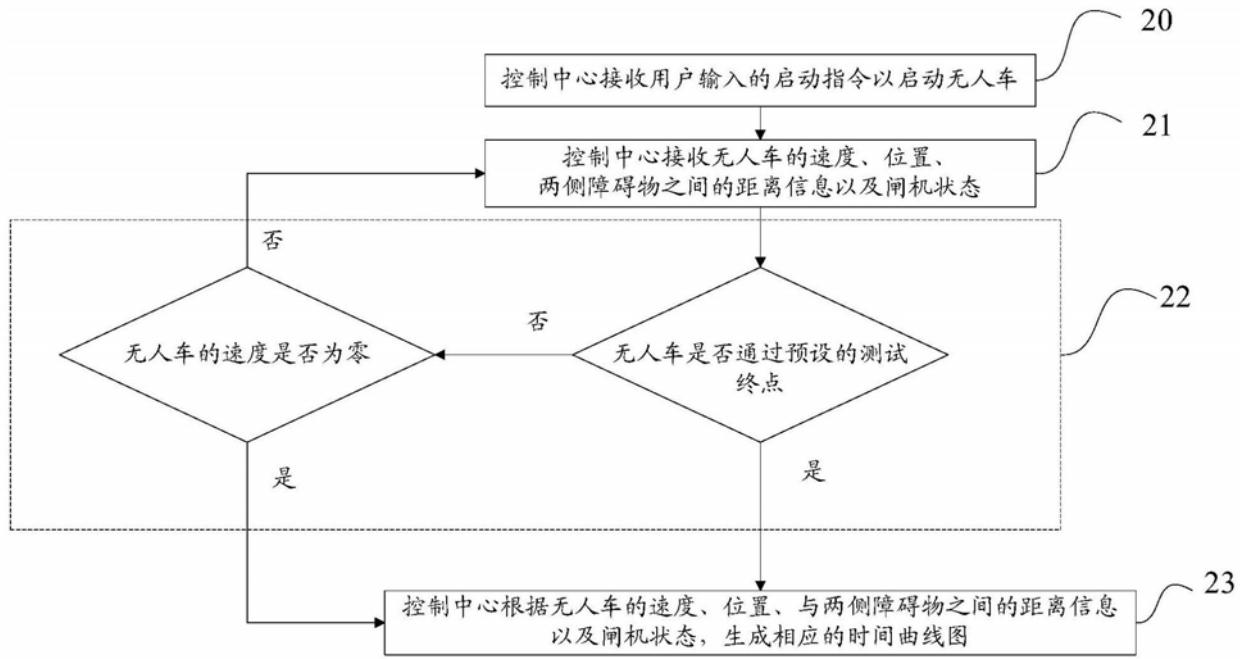 20
控制中心接收用户输入的启动指令以启动无人车
21
控制中心接收无人车的速度、位置、
两侧障碍物之间的距离信息以及闸机状态
否
22
否
无人车的速度是否为零
无人车是否通过预设的测试
终点
是
是
23
控制中心根据无人车的速度、位置、与两侧障碍物之间的距离信息
以及闸机状态，生成相应的时间曲线图